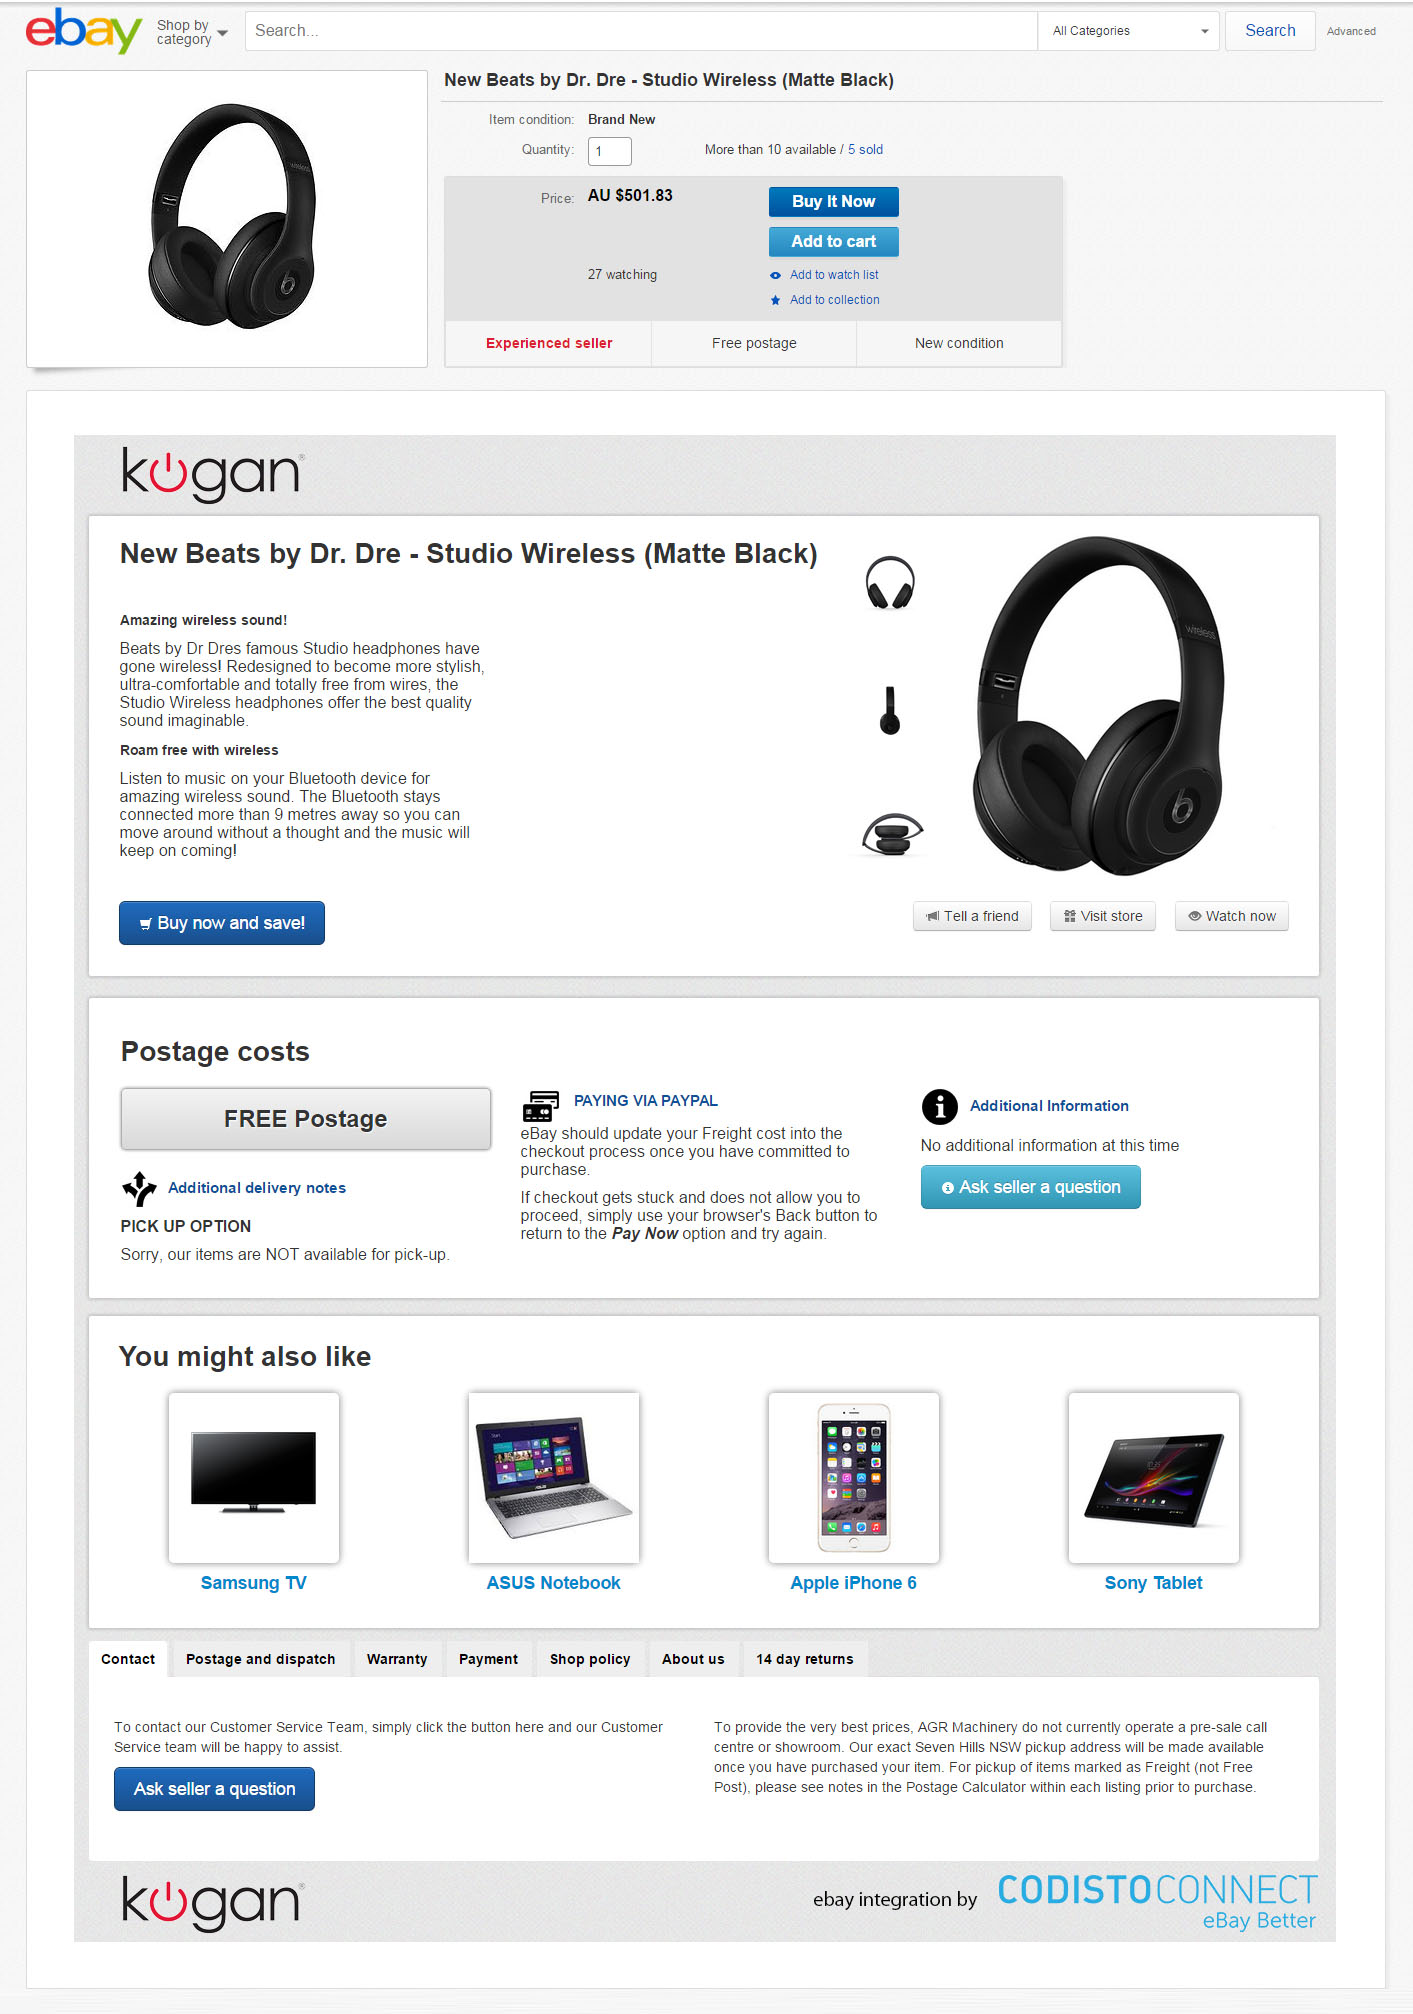 ebay
Shop by
category
Search...
All Categories
Search
Advanced
New Beats by Dr. Dre - Studio Wireless (Matte Black)
Item condition: Brand New
Quantity: 1 More than 10 available / 5 sold
Price: AU $501.83
Buy It Now
Add to cart
27 watching
Add to watch list
Add to collection
Experienced seller
Free postage
New condition
kogan®
New Beats by Dr. Dre - Studio Wireless (Matte Black)
Amazing wireless sound!
Beats by Dr Dres famous Studio headphones have
gone wireless! Redesigned to become more stylish,
ultra-comfortable and totally free from wires, the
Studio Wireless headphones offer the best quality
sound imaginable.
Roam free with wireless
Listen to music on your Bluetooth device for
amazing wireless sound. The Bluetooth stays
connected more than 9 metres away so you can
move around without a thought and the music will
keep on coming!
wireless
Buy now and save!
Tell a friend
Visit store
Watch now
Postage costs
FREE Postage
Additional delivery notes
PICK UP OPTION
Sorry, our items are NOT available for pick-up.
PAYING VIA PAYPAL
eBay should update your Freight cost into the
checkout process once you have committed to
purchase.
If checkout gets stuck and does not allow you to
proceed, simply use your browser's Back button to
return to the Pay Now option and try again.
Additional Information
No additional information at this time
Ask seller a question
You might also like
Samsung TV
ASUS Notebook
Apple iPhone 6
Sony Tablet
Contact
Postage and dispatch
Warranty
Payment
Shop policy
About us
14 day returns
To contact our Customer Service Team, simply click the button here and our Customer
Service team will be happy to assist.
Ask seller a question
To provide the very best prices, AGR Machinery do not currently operate a pre-sale call
centre or showroom. Our exact Seven Hills NSW pickup address will be made available
once you have purchased your item. For pickup of items marked as Freight (not Free
Post), please see notes in the Postage Calculator within each listing prior to purchase.
kogan®
ebay integration by
CODISTO CONNECT
eBay Better